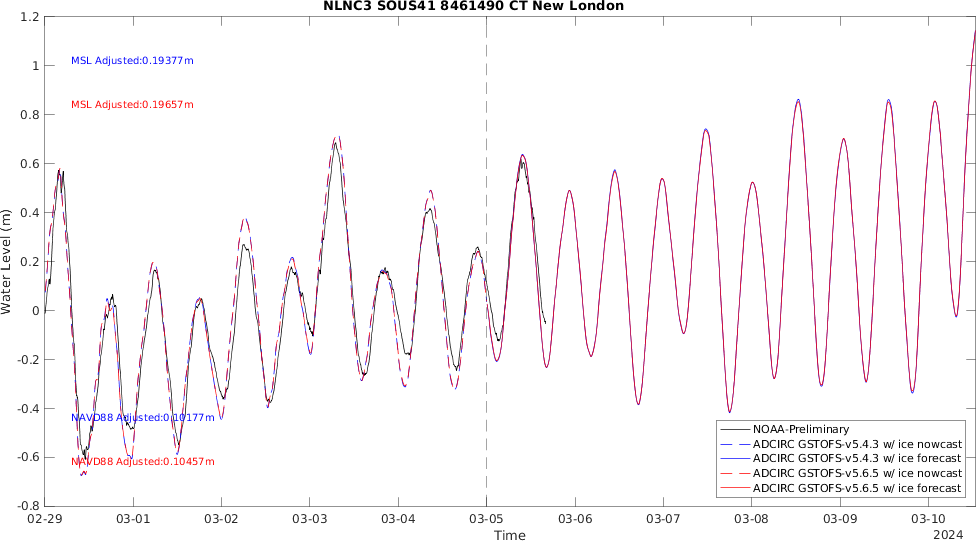 NLNC3 SOUS41 8461490 CT New London
1.2
1
0.8
0.6
0.4
0.2
0
-0.2
-0.4
-0.6
-0.8
Water Level (m)
MSL Adjusted:0.19377m
MSL Adjusted:0.19657m
NAVD88 Adjusted:0.10177m
NAVD88 Adjusted:0.10457m
NOAA-Preliminary
ADCIRC GSTOFS-v5.4.3 w/ ice nowcast
ADCIRC GSTOFS-v5.4.3 w/ ice forecast
ADCIRC GSTOFS-v5.6.5 w/ ice nowcast
ADCIRC GSTOFS-v5.6.5 w/ ice forecast
02-29 03-01 03-02 03-03 03-04 03-05 03-06 03-07 03-08 03-09 03-10
Time
2024